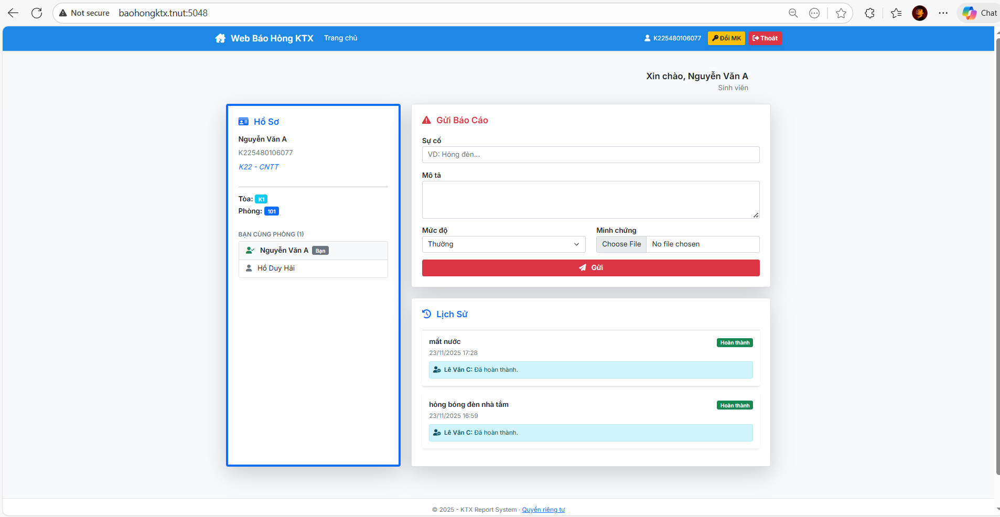 Not secure
baohongktx.tnut:5048
Chat
Web Báo Hỏng KTX
Trang chủ
K225480106077
Đổi MK
Thoát
Xin chào, Nguyễn Văn A
Sinh viên
Hồ Sơ
Nguyễn Văn A
K225480106077
K22 - CNTT
Tòa: K1
Phòng: 101
BẠN CÙNG PHÒNG (1)
Nguyễn Văn A Bạn
Hồ Duy Hải
Gửi Báo Cáo
Sự cố
VD: Hỏng đèn...
Mô tả
Mức độ
Thường
Minh chứng
Choose File No file chosen
Gửi
Lịch Sử
mất nước
Hoàn thành
23/11/2025 17:28
Lê Văn C: Đã hoàn thành.
hỏng bóng đèn nhà tắm
Hoàn thành
23/11/2025 16:59
Lê Văn C: Đã hoàn thành.
© 2025 - KTX Report System · Quyền riêng tư